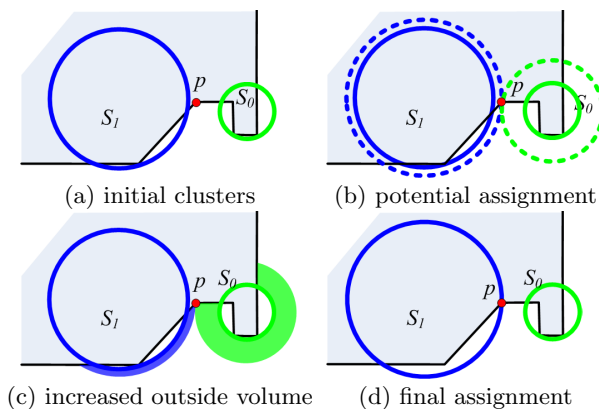 p
S0
S1
p
S0
S1
(a) initial clusters
(b) potential assignment
S0
p
S1
S0
p
S1
(c) increased outside volume
(d) final assignment